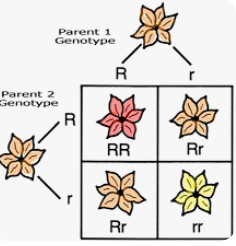 Parent 1
Genotype
R r
Parent 2
Genotype
R
RR Rr
r
Rr rr